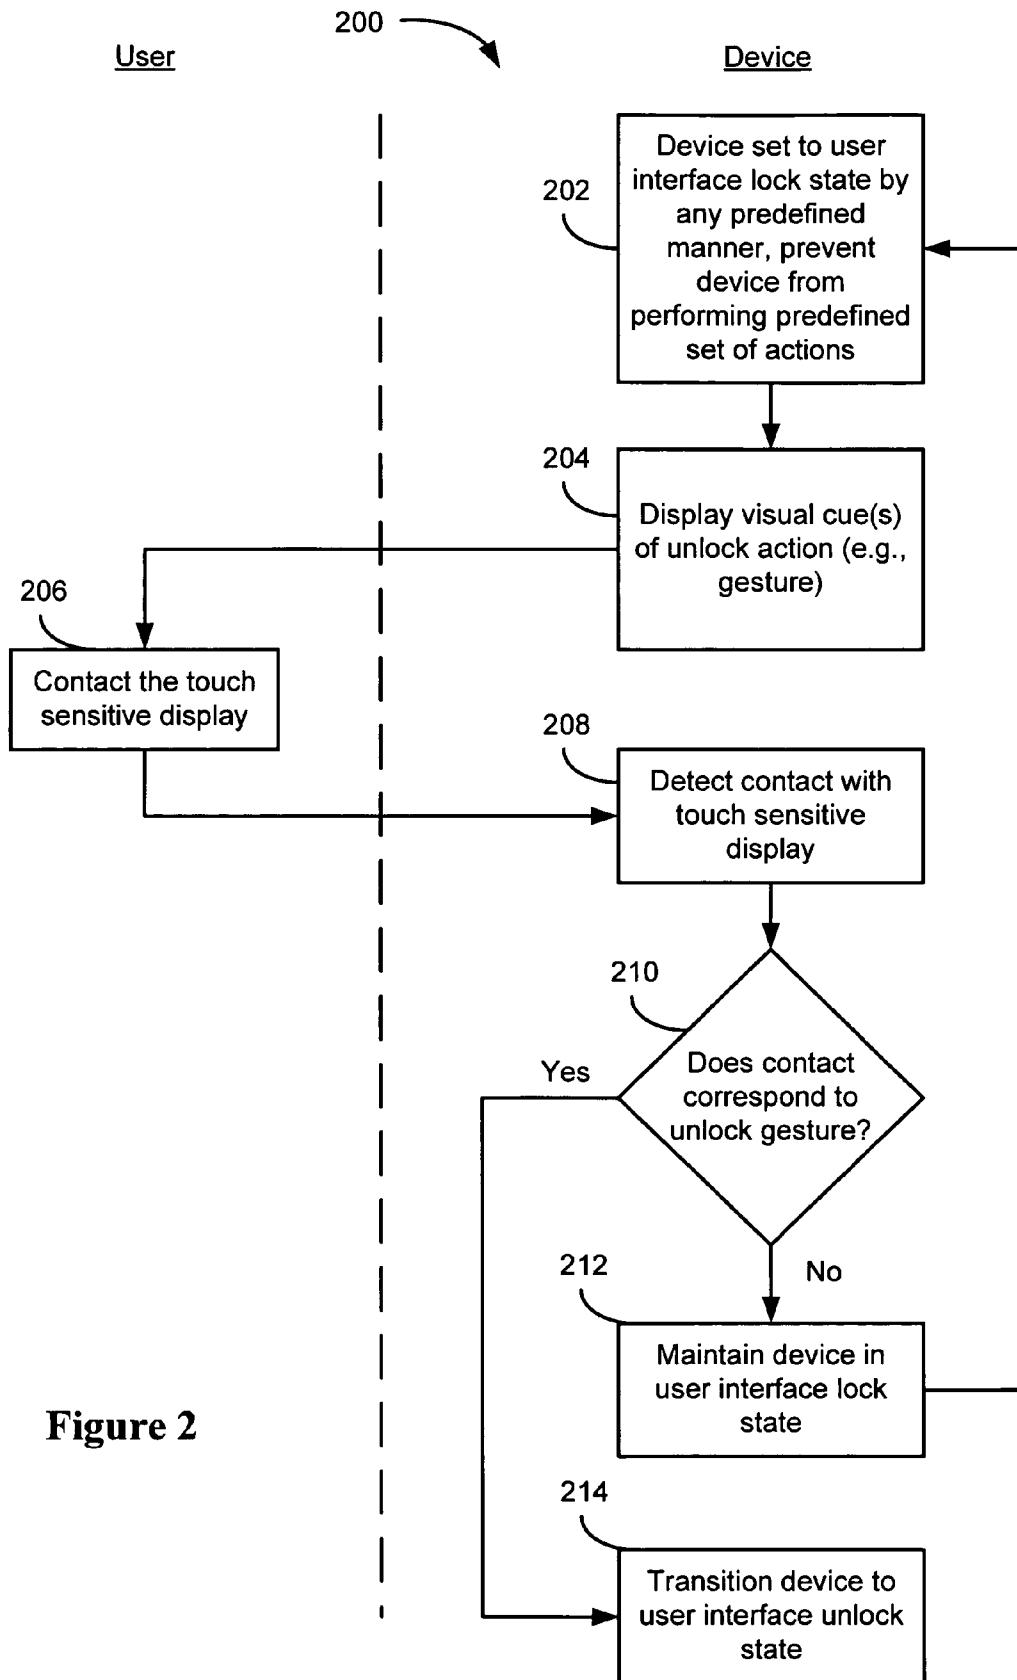 200
User
Device
202
Device set to user
interface lock state by
any predefined
manner, prevent
device from
performing predefined
set of actions
204
Display visual cue(s)
of unlock action (e.g.,
gesture)
206
Contact the touch
sensitive display
208
Detect contact with
touch sensitive
display
210
Does contact
correspond to
unlock gesture?
Yes
No
212
Maintain device in
user interface lock
state
Figure 2
214
Transition device to
user interface unlock
state